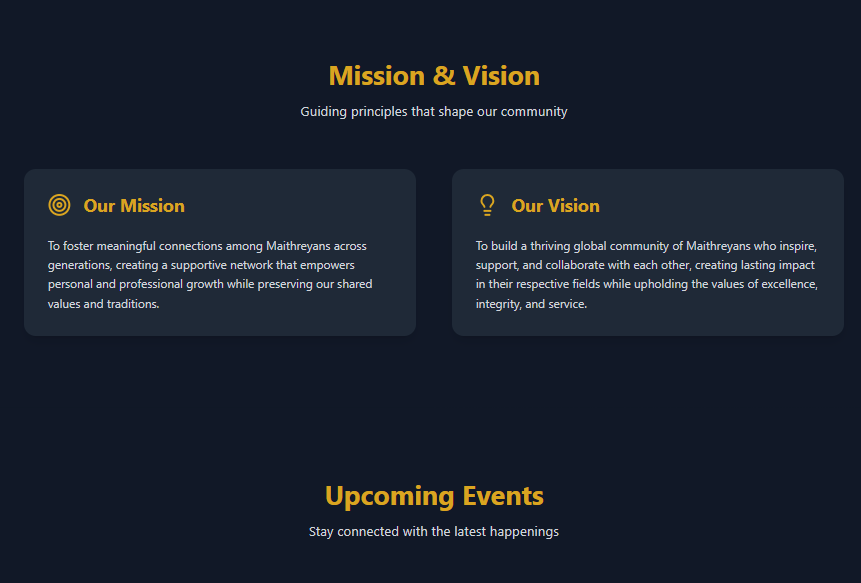 Mission & Vision
Guiding principles that shape our community
Our Mission
To foster meaningful connections among Maithreyans across
generations, creating a supportive network that empowers
personal and professional growth while preserving our shared
values and traditions.
Our Vision
To build a thriving global community of Maithreyans who inspire,
support, and collaborate with each other, creating lasting impact
in their respective fields while upholding the values of excellence,
integrity, and service.
Upcoming Events
Stay connected with the latest happenings